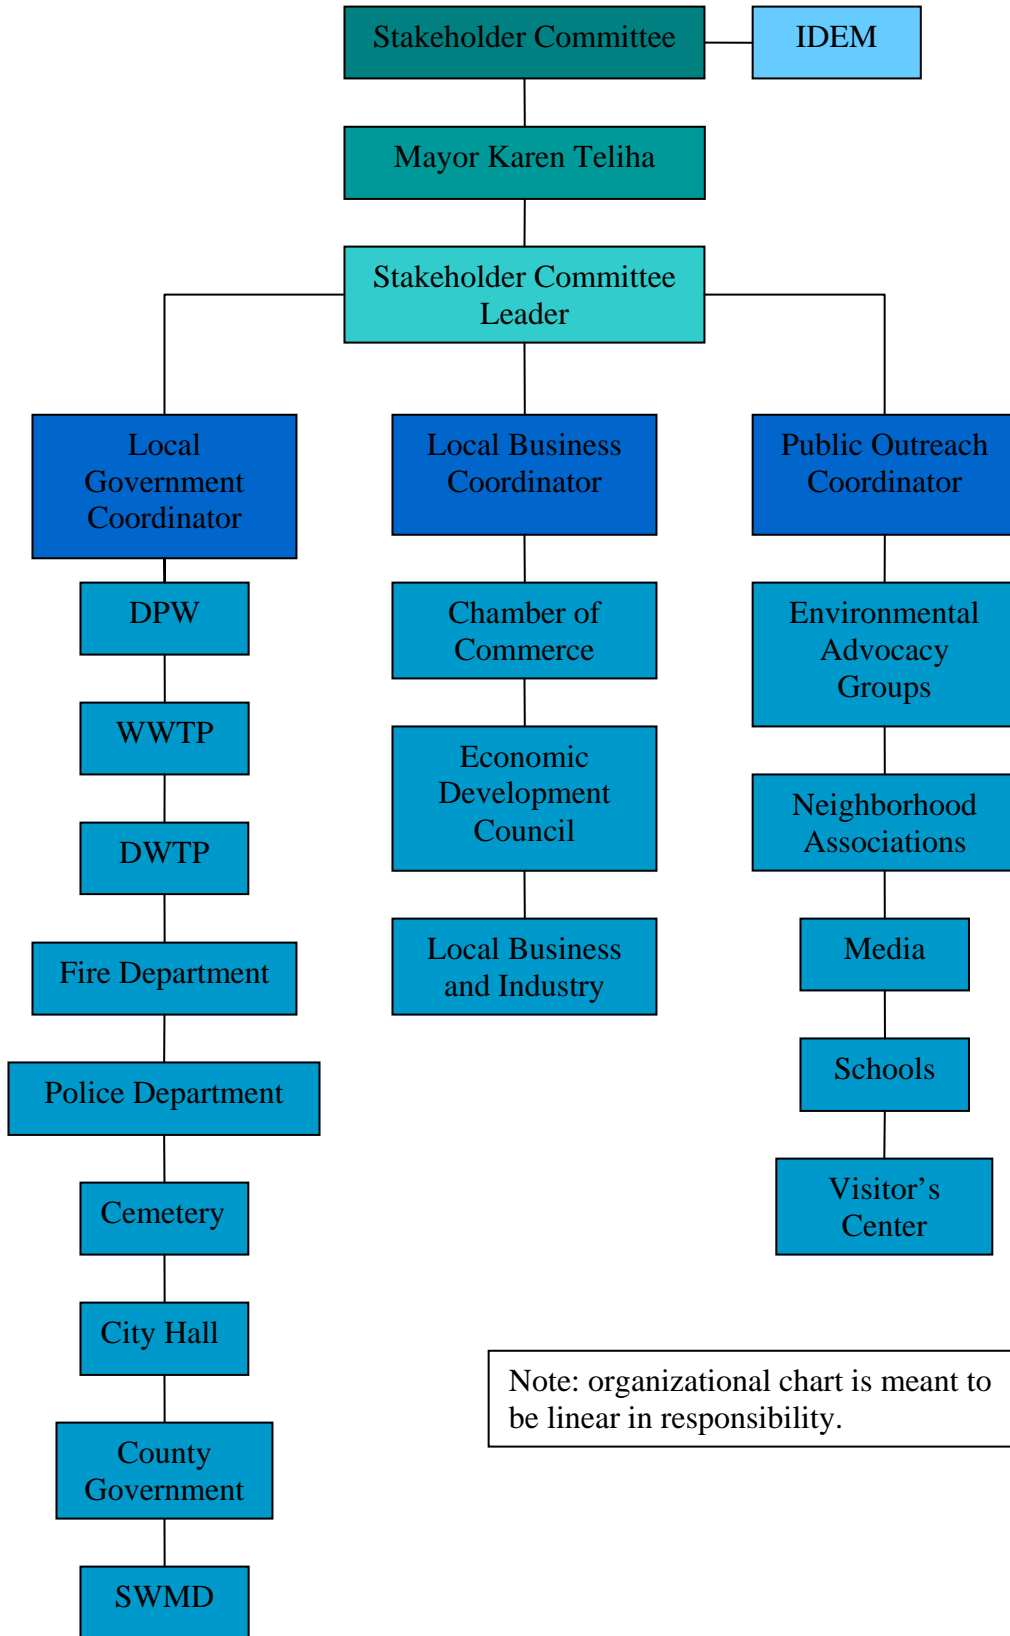 Stakeholder Committee
IDEM
Mayor Karen Teliha
Stakeholder Committee
Leader
Local
Government
Coordinator
DPW
WWTP
DWTP
Fire Department
Police Department
Cemetery
City Hall
County
Government
SWMD
Local Business
Coordinator
Chamber of
Commerce
Economic
Development
Council
Local Business
and Industry
Public Outreach
Coordinator
Environmental
Advocacy
Groups
Neighborhood
Associations
Media
Schools
Visitor’s
Center
Note: organizational chart is meant to
be linear in responsibility.